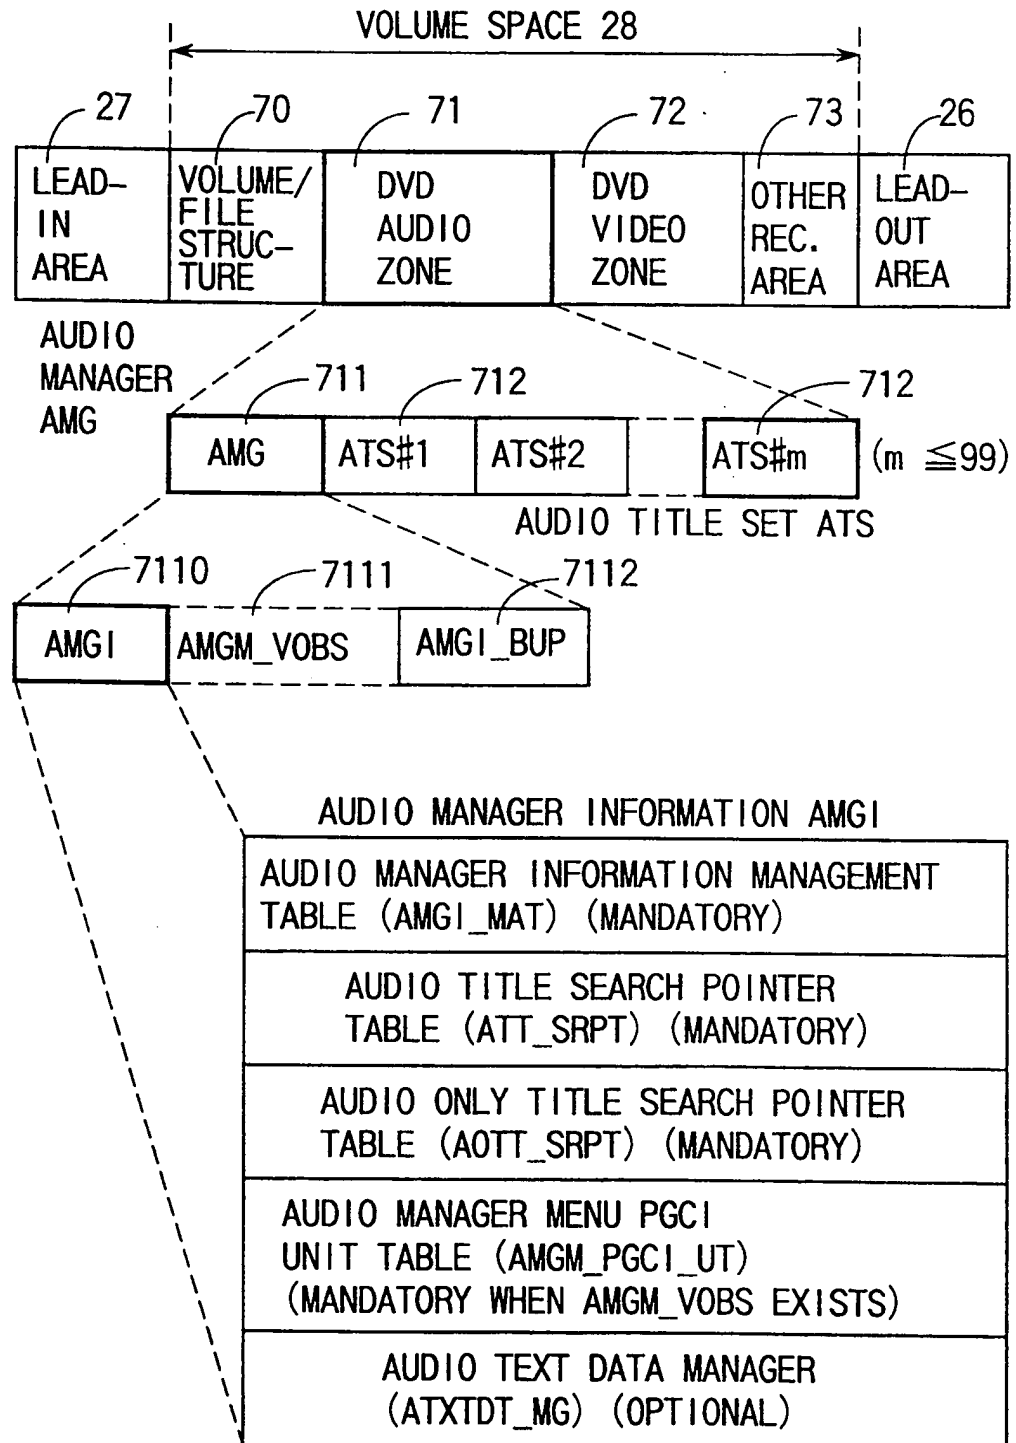 VOLUME SPACE 28
27
70
71
72
73
26
LEAD-
IN
AREA
VOLUME/
FILE
STRUC-
TURE
DVD
AUDIO
ZONE
DVD
VIDEO
ZONE
OTHER
REC.
AREA
LEAD-
OUT
AREA
AUDIO
MANAGER
AMG
711
712
712
AMG
ATS#1
ATS#2
ATS#m
(m ≦99)
AUDIO TITLE SET ATS
7110
7111
7112
AMGI
AMGM_VOBS
AMGI_BUP
AUDIO MANAGER INFORMATION AMGI
AUDIO MANAGER INFORMATION MANAGEMENT
TABLE (AMGI_MAT) (MANDATORY)
AUDIO TITLE SEARCH POINTER
TABLE (ATT_SRPT) (MANDATORY)
AUDIO ONLY TITLE SEARCH POINTER
TABLE (AOTT_SRPT) (MANDATORY)
AUDIO MANAGER MENU PGCI
UNIT TABLE (AMGM_PGCI_UT)
(MANDATORY WHEN AMGM_VOBS EXISTS)
AUDIO TEXT DATA MANAGER
(ATXTDT_MG) (OPTIONAL)